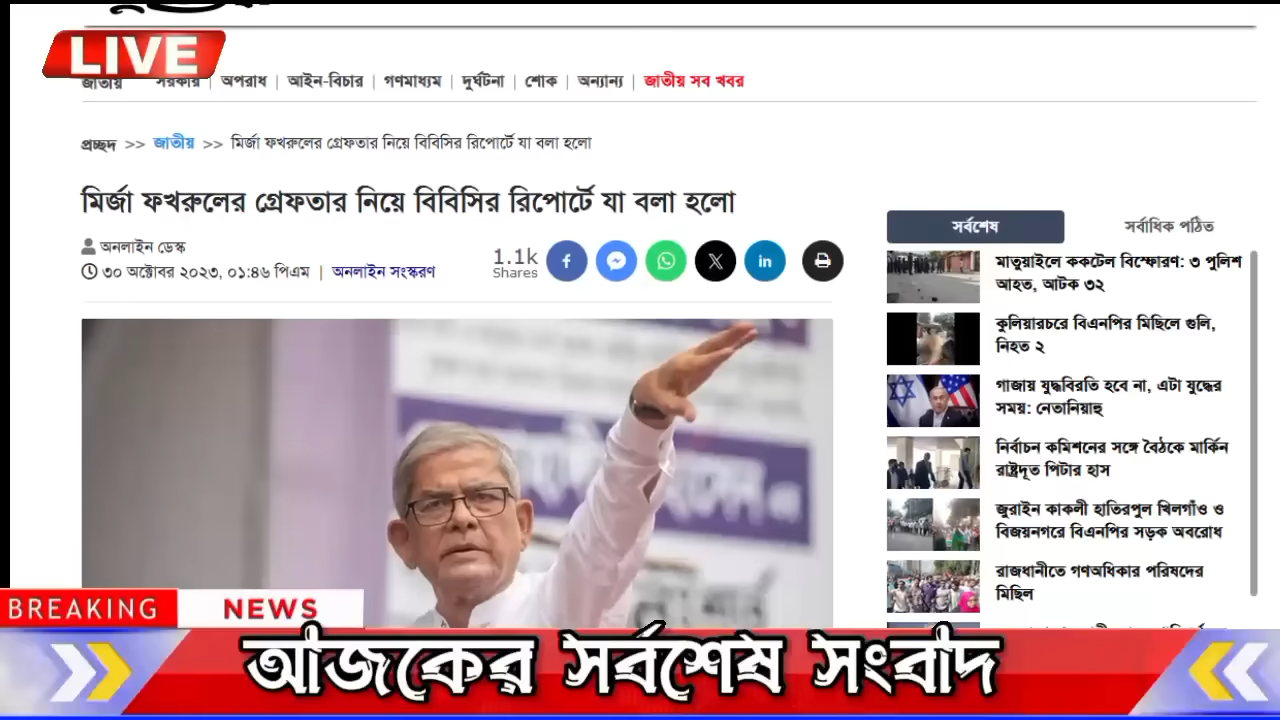 LIVE
জাতীয় সরকার | অপরাধ | আইন-বিচার | গণমাধ্যম | দুর্ঘটনা | শোক | অন্যান্য | জাতীয় সব খবর
প্রচ্ছদ >> জাতীয় >> মির্জা ফখরুলের গ্রেফতার নিয়ে বিবিসির রিপোর্টে যা বলা হলো
মির্জা ফখরুলের গ্রেফতার নিয়ে বিবিসির রিপোর্টে যা বলা হলো
অনলাইন ডেস্ক
৩০ অক্টোবর ২০২৩, ০১:৪৬ পিএম | অনলাইন সংস্করণ
1.1k
Shares
সর্বশেষ
সর্বাধিক পঠিত
মাতুয়াইলে ককটেল বিস্ফোরণ: ৩ পুলিশ
আহত, আটক ৩২
কুলিয়ারচরে বিএনপির মিছিলে গুলি,
নিহত ২
গাজায় যুদ্ধবিরতি হবে না, এটা যুদ্ধের
সময়: নেতানিয়াহু
নির্বাচন কমিশনের সঙ্গে বৈঠকে মার্কিন
রাষ্ট্রদূত পিটার হাস
জুরাইন কাকলী হাতিরপুল খিলগাঁও ও
বিজয়নগরে বিএনপির সড়ক অবরোধ
রাজধানীতে গণঅধিকার পরিষদের
মিছিল
BREAKING NEWS
আজকের সর্বশেষ সংবাদ